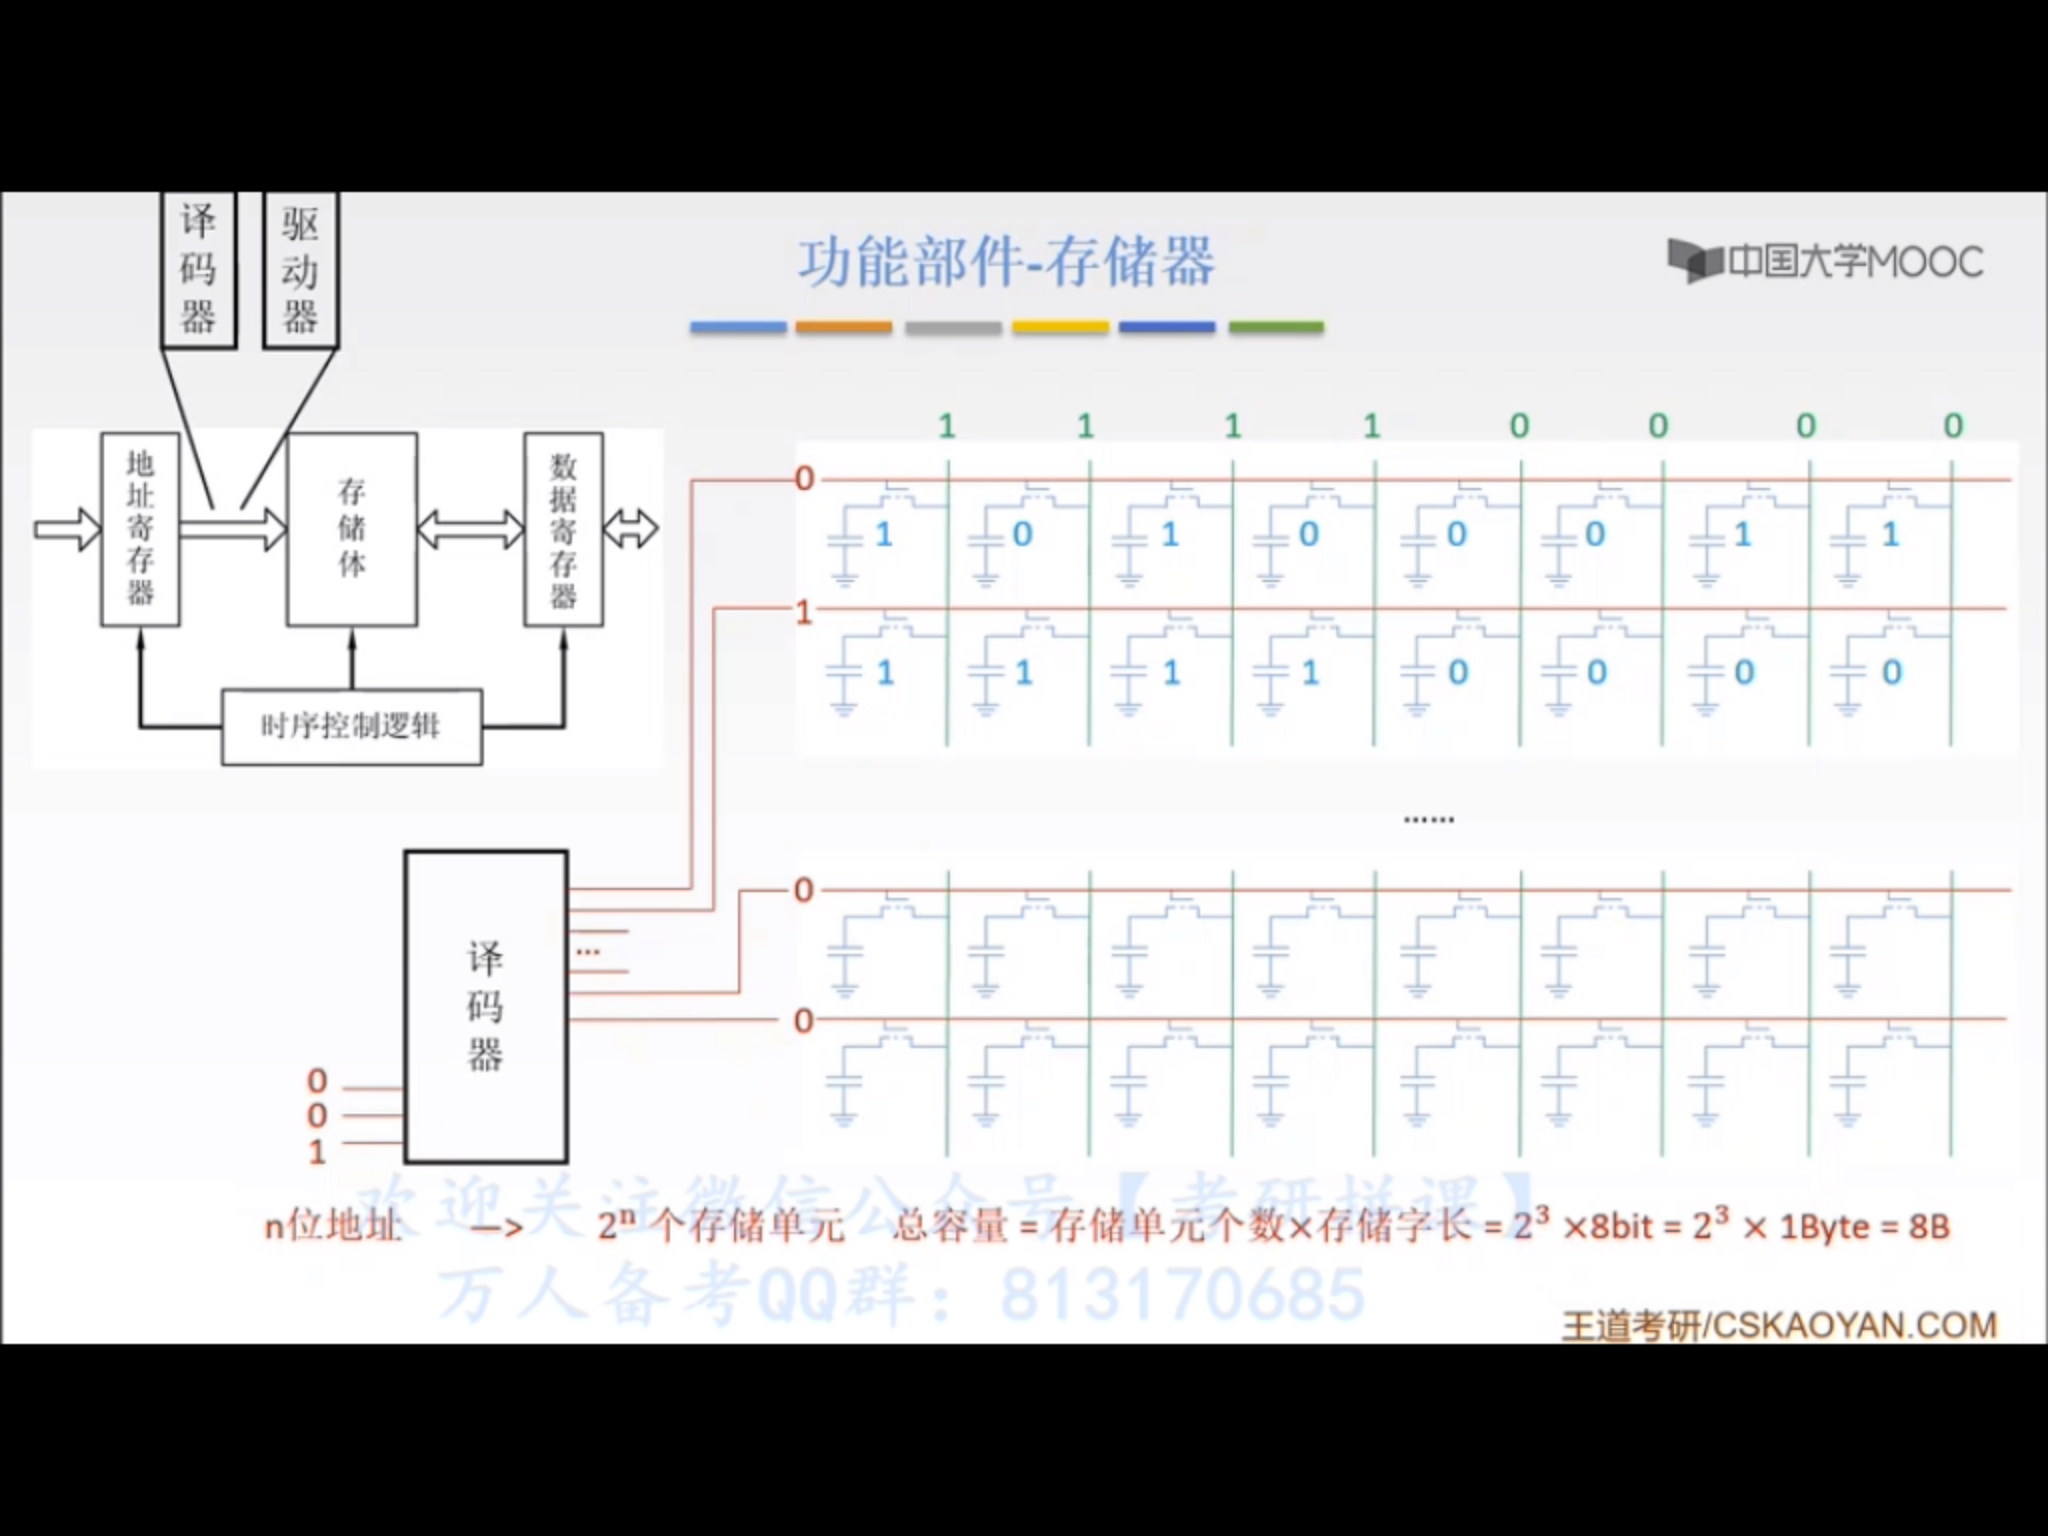 译码器
驱动器
功能部件-存储器
中国大学MOOC
地址寄存器
存储体
数据寄存器
时序控制逻辑
1 1 1 1 0 0 0 0
0
1 0 1 0 0 0 1 1
1
1 1 1 1 0 0 0 0
......
0
0
译码器
...
0
0
1
n位地址 —> 2ⁿ 个存储单元 总容量 = 存储单元个数×存储字长 = 2³ ×8bit = 2³ × 1Byte = 8B
欢迎关注微信公众号【考研拼课】
万人备考QQ群：813170685
王道考研/CSKAOYAN.COM